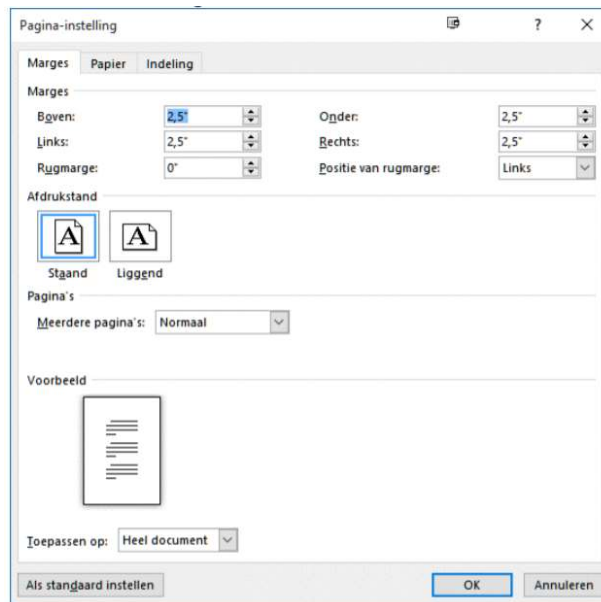 Pagina-instelling ?
Marges Papier Indeling
Marges
Boven: 2,5" Onder: 2,5"
Links: 2,5" Rechts: 2,5"
Rugmarge: 0" Positie van rugmarge: Links
Afdrukstand
A A
Staand Liggend
Pagina's
Meerdere pagina's: Normaal
Voorbeeld
Toepassen op: Heel document
Als standaard instellen OK Annuleren